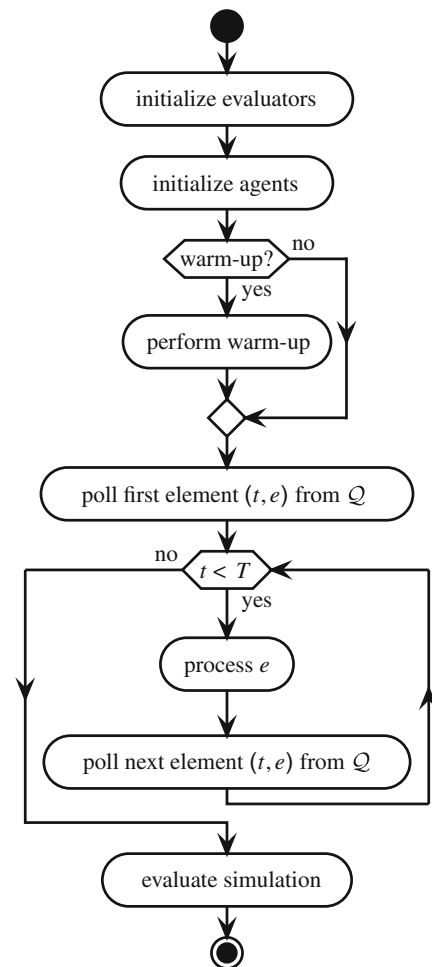 initialize evaluators
initialize agents
warm-up?
no
yes
perform warm-up
poll first element (t, e) from 𝒬
no
t < T
yes
process e
poll next element (t, e) from 𝒬
evaluate simulation